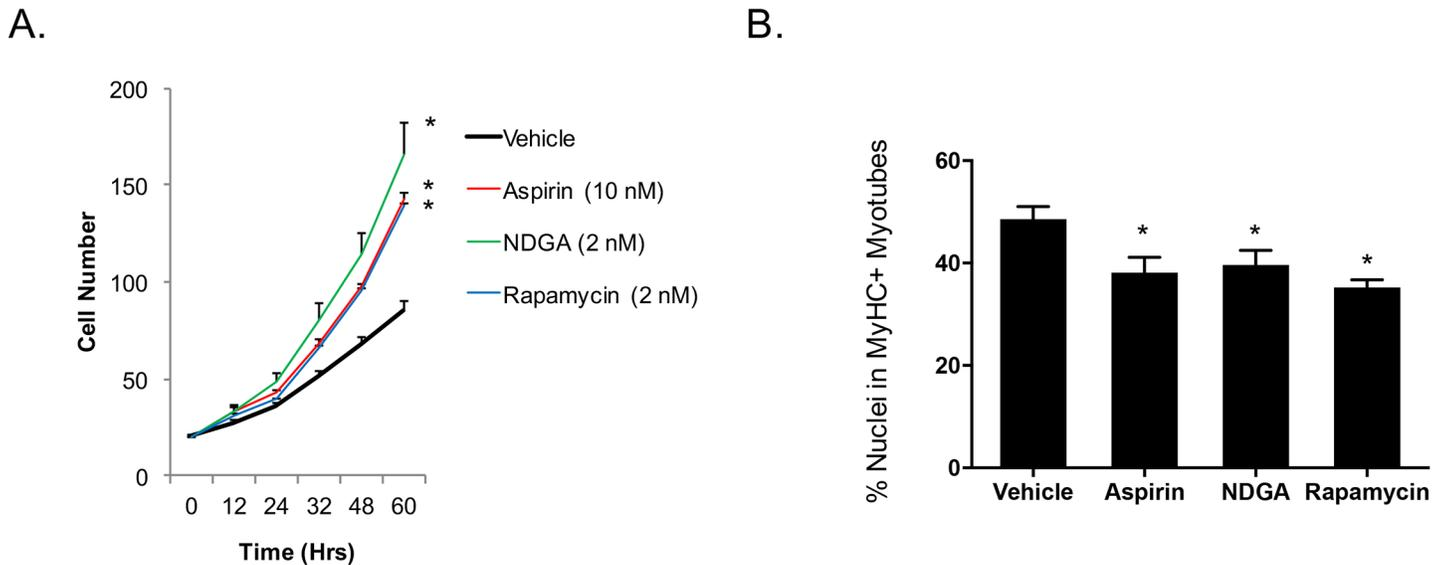 A.
B.
200
150
100
50
0
Cell Number
0 12 24 32 48 60
Time (Hrs)
*
*
*
Vehicle
Aspirin (10 nM)
NDGA (2 nM)
Rapamycin (2 nM)
% Nuclei in MyHC+ Myotubes
60
40
20
0
* * *
Vehicle Aspirin NDGA Rapamycin